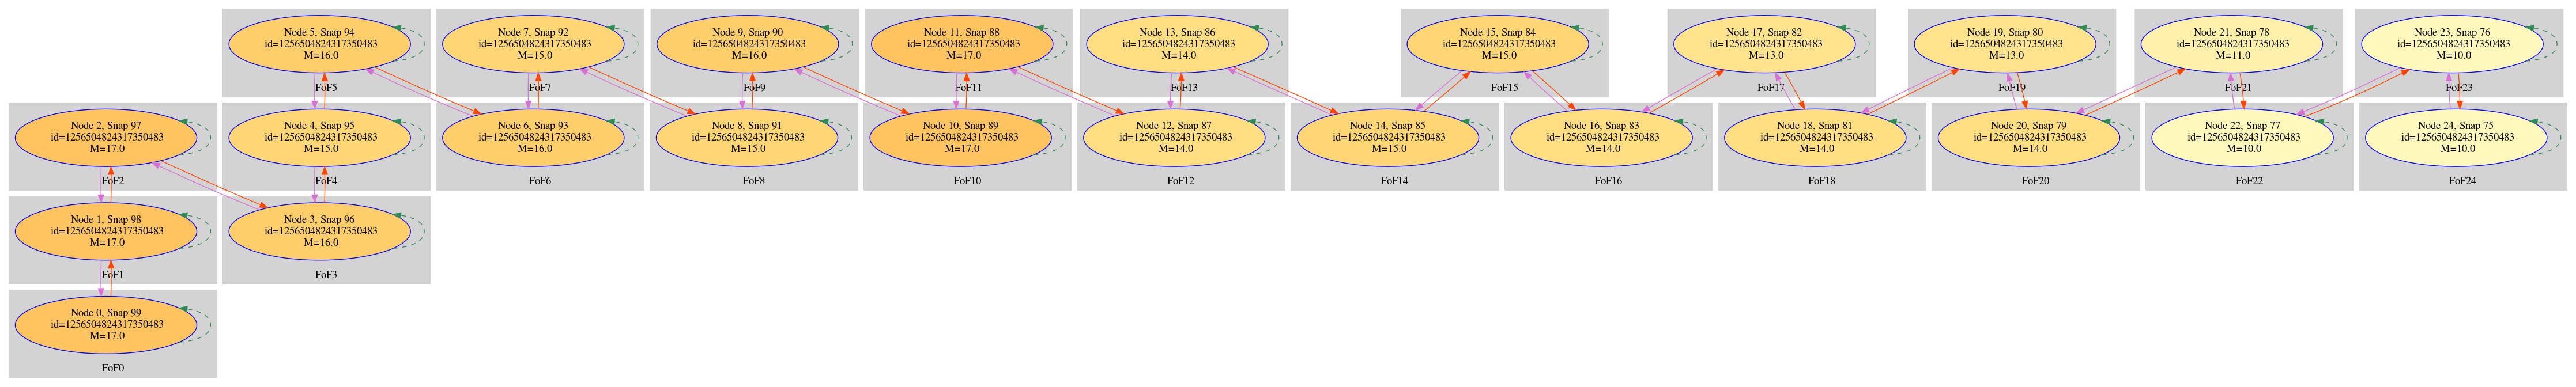 Node 5, Snap 94
id=1256504824317350483
M=16.0
FoF5
Node 7, Snap 92
id=1256504824317350483
M=15.0
FoF7
Node 9, Snap 90
id=1256504824317350483
M=16.0
FoF9
Node 11, Snap 88
id=1256504824317350483
M=17.0
FoF11
Node 13, Snap 86
id=1256504824317350483
M=14.0
FoF13
Node 15, Snap 84
id=1256504824317350483
M=15.0
FoF15
Node 17, Snap 82
id=1256504824317350483
M=13.0
FoF17
Node 19, Snap 80
id=1256504824317350483
M=13.0
FoF19
Node 21, Snap 78
id=1256504824317350483
M=11.0
FoF21
Node 23, Snap 76
id=1256504824317350483
M=10.0
FoF23
Node 2, Snap 97
id=1256504824317350483
M=17.0
FoF2
Node 4, Snap 95
id=1256504824317350483
M=15.0
FoF4
Node 6, Snap 93
id=1256504824317350483
M=16.0
FoF6
Node 8, Snap 91
id=1256504824317350483
M=15.0
FoF8
Node 10, Snap 89
id=1256504824317350483
M=17.0
FoF10
Node 12, Snap 87
id=1256504824317350483
M=14.0
FoF12
Node 14, Snap 85
id=1256504824317350483
M=15.0
FoF14
Node 16, Snap 83
id=1256504824317350483
M=14.0
FoF16
Node 18, Snap 81
id=1256504824317350483
M=14.0
FoF18
Node 20, Snap 79
id=1256504824317350483
M=14.0
FoF20
Node 22, Snap 77
id=1256504824317350483
M=10.0
FoF22
Node 24, Snap 75
id=1256504824317350483
M=10.0
FoF24
Node 1, Snap 98
id=1256504824317350483
M=17.0
FoF1
Node 3, Snap 96
id=1256504824317350483
M=16.0
FoF3
Node 0, Snap 99
id=1256504824317350483
M=17.0
FoF0